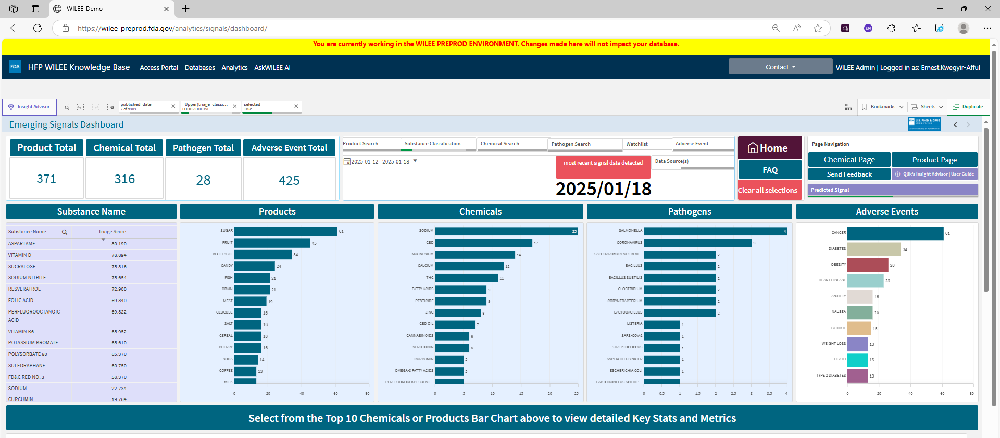 WILEE-Demo
https://wilee-preprod.fda.gov/analytics/signals/dashboard/
EN
You are currently working in the WILEE PREPROD ENVIRONMENT. Changes made here will not impact your database.
FDA HFP WILEE Knowledge Base Access Portal Databases Analytics AskWILEE AI Contact WILEE Admin | Logged in as: Ernest.Kwegyir-Afful
Insight Advisor
published_date
7 of 5309
=Upper(triage_classi...
FOOD ADDITIVE
selected
True
Bookmarks Sheets Duplicate
Emerging Signals Dashboard
FDA U.S. FOOD & DRUG
Product Total Chemical Total Pathogen Total Adverse Event Total
371 316 28 425
Product Search Substance Classification Chemical Search Pathogen Search Watchlist Adverse Event
2025-01-12 - 2025-01-18
most recent signal date detected
2025/01/18
Data Source(s)
Home
FAQ
Clear all selections
Page Navigation
Chemical Page Product Page
Send Feedback Qlik's Insight Advisor | User Guide
Predicted Signal
Substance Name
Substance Name Triage Score
ASPARTAME 80.190
VITAMIN D 78.894
SUCRALOSE 75.816
SODIUM NITRITE 75.654
RESVERATROL 72.900
FOLIC ACID 69.840
PERFLUOROOCTANOIC 69.822
ACID
VITAMIN B6 65.952
POTASSIUM BROMATE 65.610
POLYSORBATE 80 65.376
SULFORAPHANE 60.750
FD&C RED NO. 3 56.376
SODIUM 22.734
CURCUMIN 19.764
Products
SUGAR 61
FRUIT 45
VEGETABLE 34
CANDY 24
FISH 21
GRAIN 21
MEAT 19
GLUCOSE 16
SALT 16
CEREAL 16
CHERRY 16
SODA 14
COFFEE 13
MILK
0 20 40 60 80
Chemicals
SODIUM 25
CBD 17
MAGNESIUM 14
CALCIUM 12
THC 11
FATTY ACIDS 9
PESTICIDE 9
ZINC 8
CBD OIL 7
CANNABINOIDS 6
SEROTONIN 6
CURCUMIN 5
OMEGA-3 FATTY ACIDS 5
PERFLUOROALKYL SUBST...
0 5 10 15 20 25
Pathogens
SALMONELLA 4
CORONAVIRUS 3
SACCHAROMYCES CEREVI... 2
BACILLUS 2
BACILLUS SUBTILIS 2
CLOSTRIDIUM 2
CORYNEBACTERIUM 2
LACTOBACILLUS 2
LISTERIA 1
SARS-COV-2 1
STREPTOCOCCUS 1
ASPERGILLUS NIGER 1
ESCHERICHIA COLI 1
LACTOBACILLUS ACIDOP...
0 0.5 1 1.5 2 2.5 3 3.5 4
Adverse Events
CANCER 61
DIABETES 34
OBESITY 26
HEART DISEASE 23
ANXIETY 16
NAUSEA 16
FATIGUE 15
WEIGHT LOSS 13
DEATH 13
TYPE 2 DIABETES 13
0 20 40 60 80
Select from the Top 10 Chemicals or Products Bar Chart above to view detailed Key Stats and Metrics